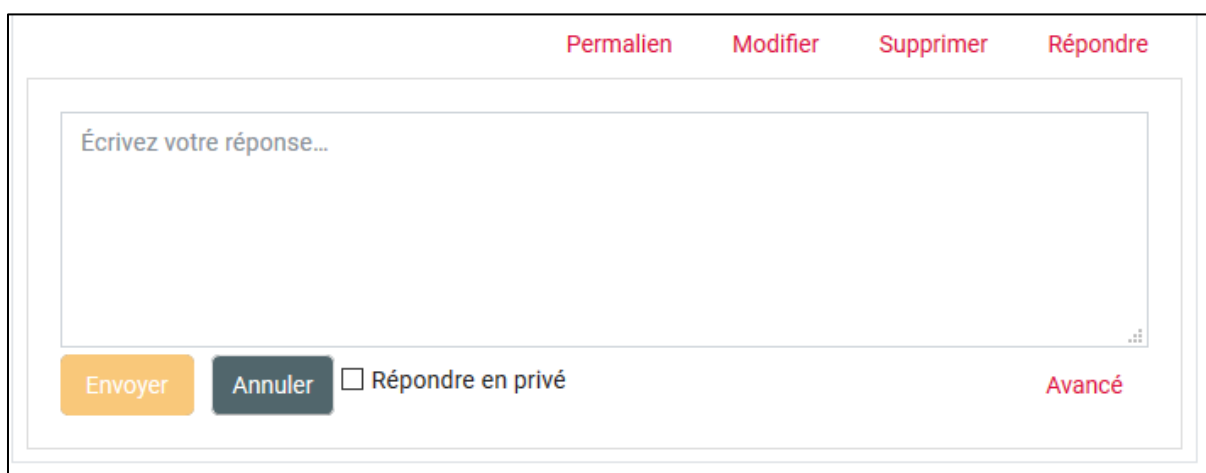 Permalien Modifier Supprimer Répondre
Écrivez votre réponse…
Envoyer Annuler Répondre en privé Avancé